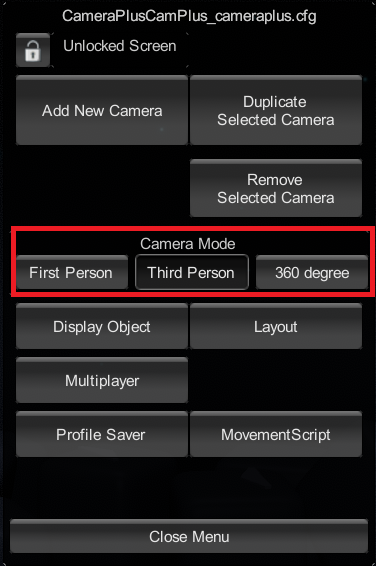 CameraPlusCamPlus_cameraplus.cfg
Unlocked Screen
Add New Camera
Duplicate
Selected Camera
Remove
Selected Camera
Camera Mode
First Person
Third Person
360 degree
Display Object
Layout
Multiplayer
Profile Saver
MovementScript
Close Menu